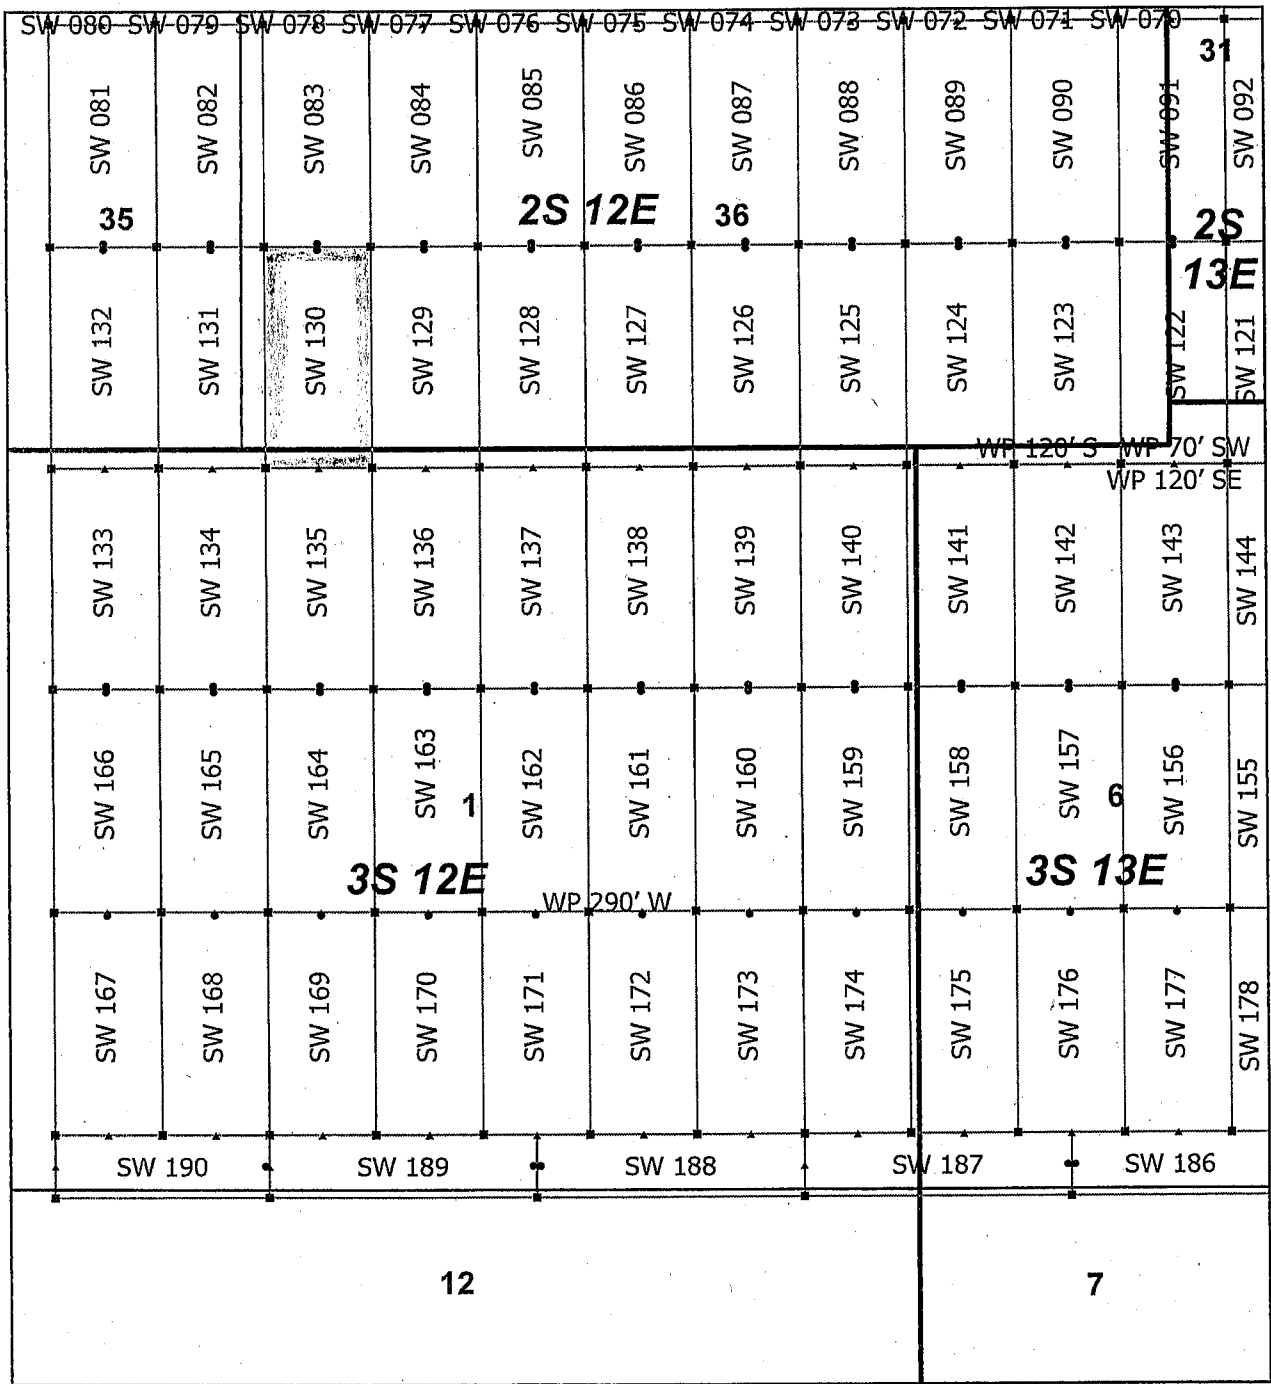 SW 080 SW 079 SW 078 SW 077 SW 076 SW 075 SW 074 SW 073 SW 072 SW 071 SW 070
31
SW 081 SW 082 SW 083 SW 084 SW 085 SW 086 SW 087 SW 088 SW 089 SW 090 SW 091 SW 092
35 2S 12E 36 2S
13E
SW 132 SW 131 SW 130 SW 129 SW 128 SW 127 SW 126 SW 125 SW 124 SW 123 SW 122 SW 121
WP 120' S WP 70' SW
WP 120' SE
SW 133 SW 134 SW 135 SW 136 SW 137 SW 138 SW 139 SW 140 SW 141 SW 142 SW 143 SW 144
SW 166 SW 165 SW 164 SW 163 SW 162 SW 161 SW 160 SW 159 SW 158 SW 157 SW 156 SW 155
1 6
3S 12E 3S 13E
WP 290' W
SW 167 SW 168 SW 169 SW 170 SW 171 SW 172 SW 173 SW 174 SW 175 SW 176 SW 177 SW 178
SW 190 SW 189 SW 188 SW 187 SW 186
12 7